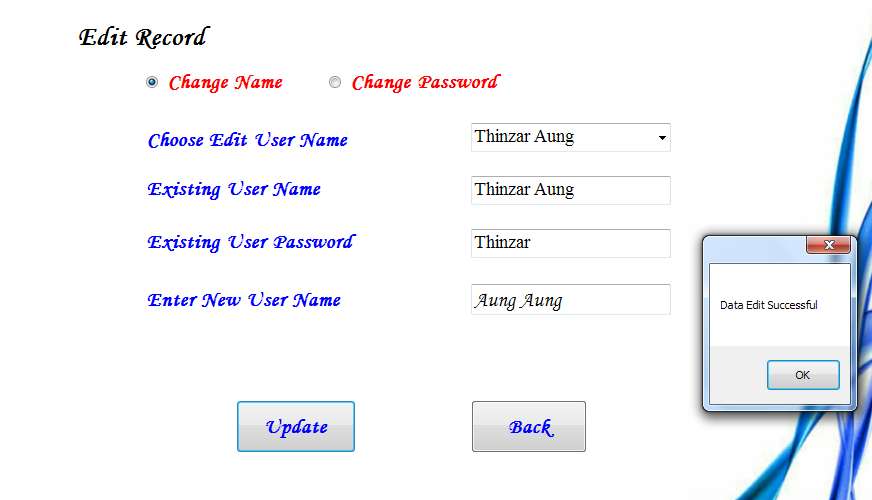 Edit Record
Change Name Change Password
Choose Edit User Name Thinzar Aung
Existing User Name Thinzar Aung
Existing User Password Thinzar
Enter New User Name Aung Aung
Data Edit Successful
OK
Update Back